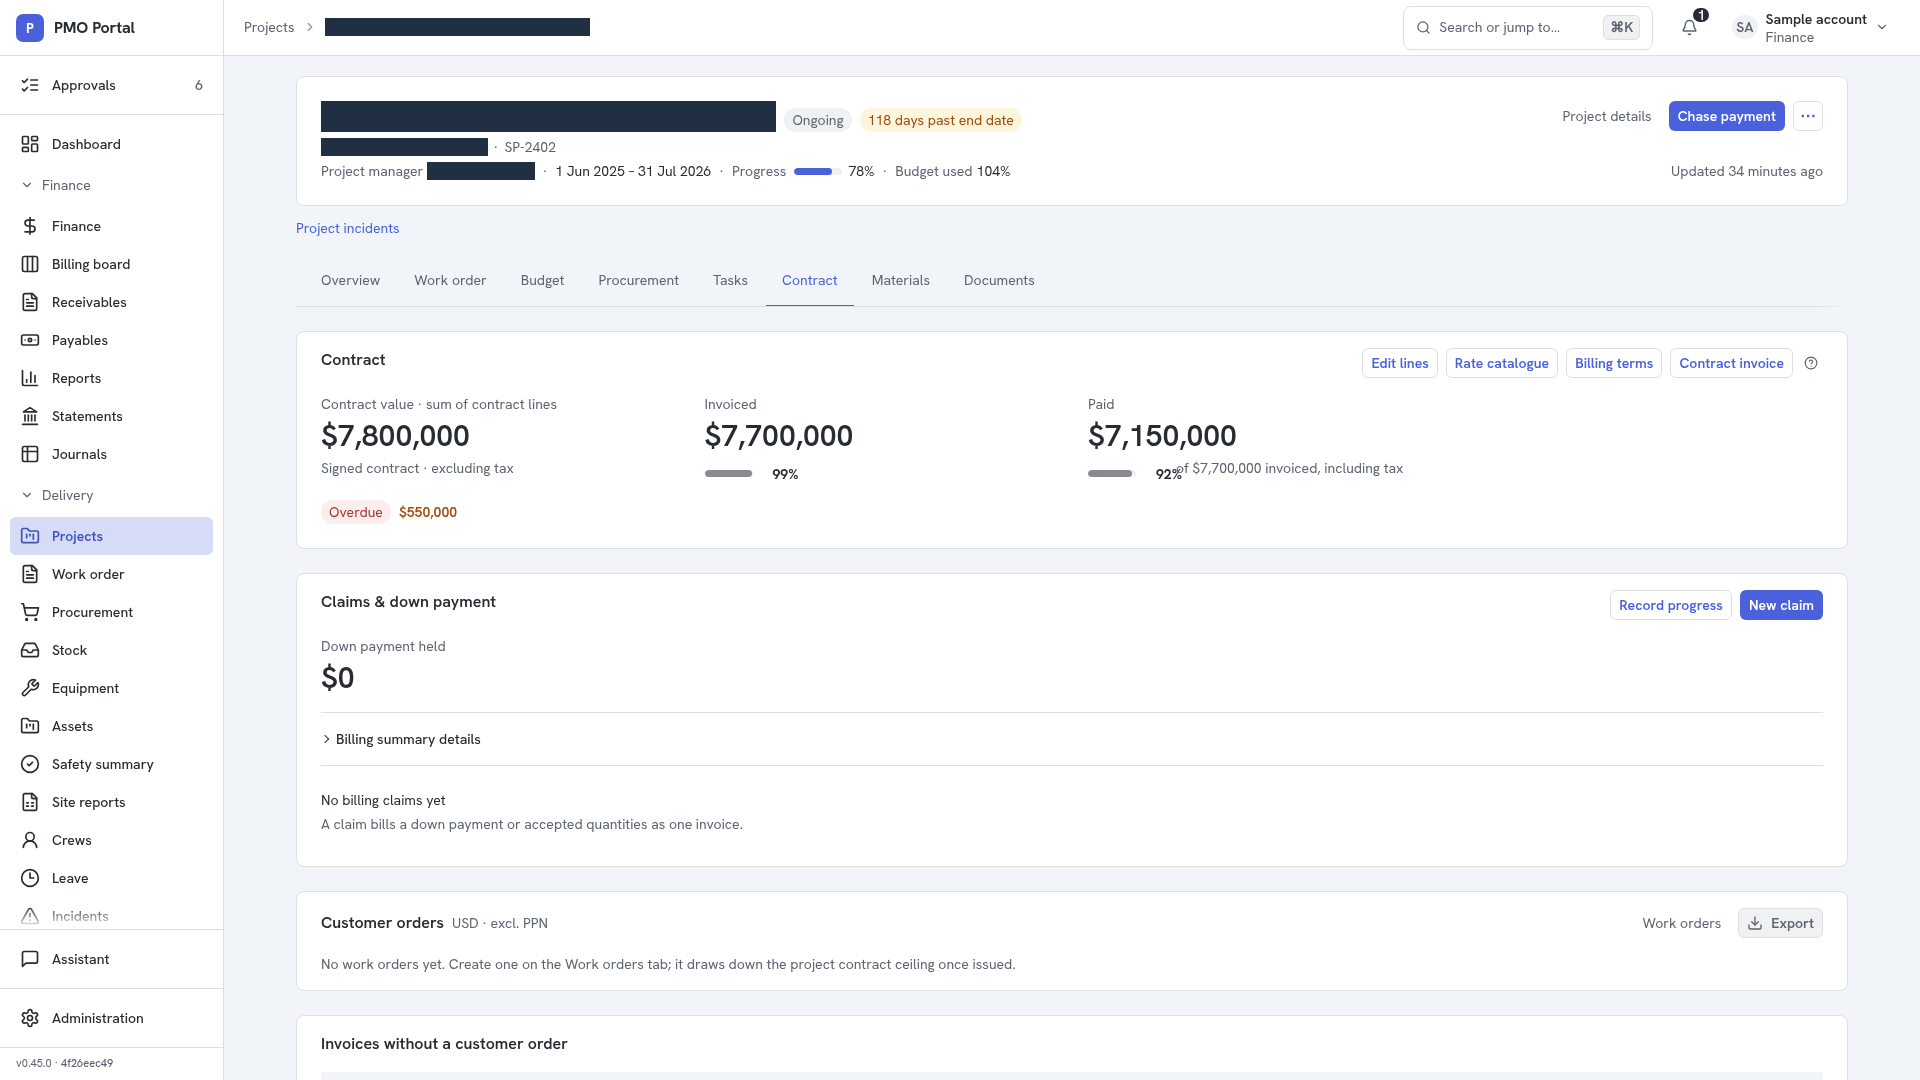 P PMO Portal
Projects
Search or jump to... ⌘K
1
SA Sample account
Finance
Approvals 6
Dashboard
Finance
Finance
Billing board
Receivables
Payables
Reports
Statements
Journals
Delivery
Projects
Work order
Procurement
Stock
Equipment
Assets
Safety summary
Site reports
Crews
Leave
Incidents
Assistant
Administration
v0.45.0 · 4f26eec49
Ongoing 118 days past end date
Project details Chase payment ···
· SP-2402
Project manager · 1 Jun 2025 – 31 Jul 2026 · Progress 78% · Budget used 104%
Updated 34 minutes ago
Project incidents
Overview Work order Budget Procurement Tasks Contract Materials Documents
Contract
Edit lines Rate catalogue Billing terms Contract invoice
Contract value · sum of contract lines
$7,800,000
Signed contract · excluding tax
Invoiced
$7,700,000
99%
Paid
$7,150,000
92% of $7,700,000 invoiced, including tax
Overdue $550,000
Claims & down payment
Record progress New claim
Down payment held
$0
Billing summary details
No billing claims yet
A claim bills a down payment or accepted quantities as one invoice.
Customer orders USD · excl. PPN
Work orders Export
No work orders yet. Create one on the Work orders tab; it draws down the project contract ceiling once issued.
Invoices without a customer order